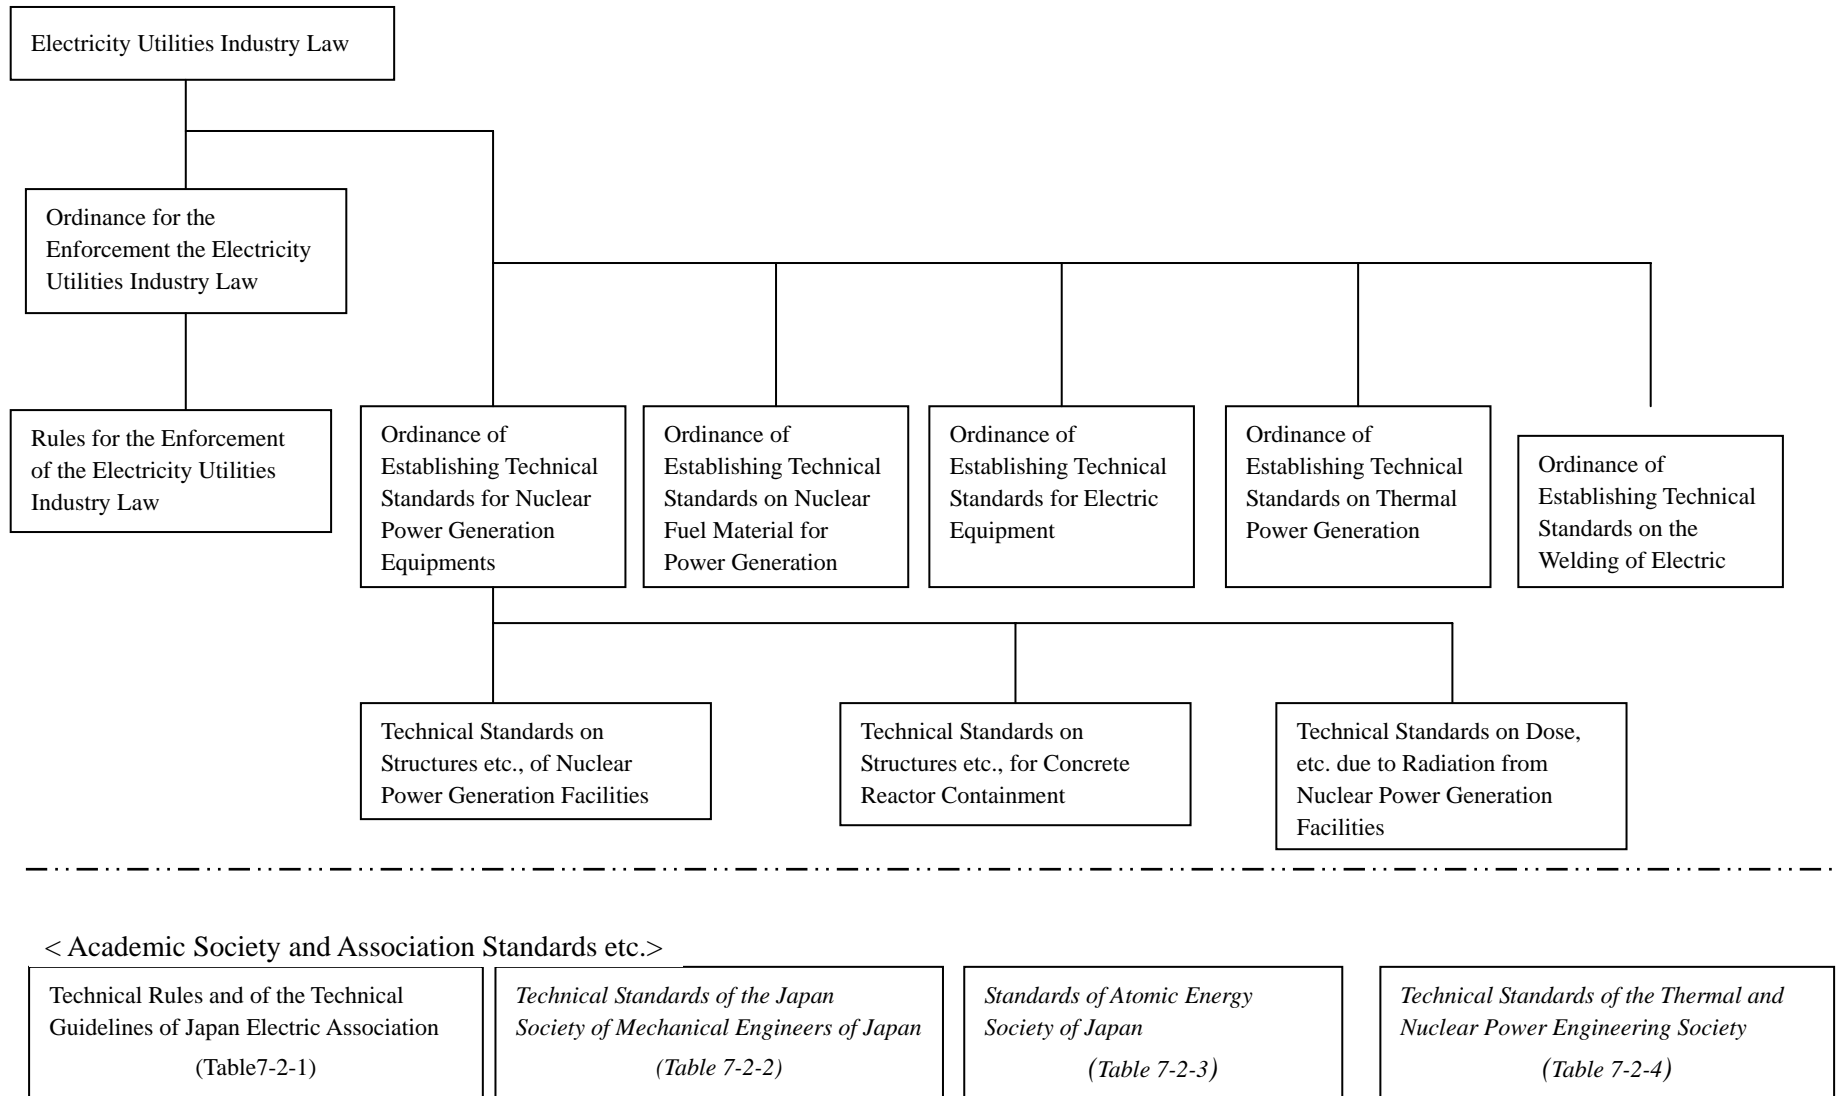 Electricity Utilities Industry Law
Ordinance for the
Enforcement the Electricity
Utilities Industry Law
Rules for the Enforcement
of the Electricity Utilities
Industry Law
Ordinance of
Establishing Technical
Standards for Nuclear
Power Generation
Equipments
Ordinance of
Establishing Technical
Standards on Nuclear
Fuel Material for
Power Generation
Ordinance of
Establishing Technical
Standards for Electric
Equipment
Ordinance of
Establishing Technical
Standards on Thermal
Power Generation
Ordinance of
Establishing Technical
Standards on the
Welding of Electric
Technical Standards on
Structures etc., of Nuclear
Power Generation Facilities
Technical Standards on
Structures etc., for Concrete
Reactor Containment
Technical Standards on Dose,
etc. due to Radiation from
Nuclear Power Generation
Facilities
< Academic Society and Association Standards etc.>
Technical Rules and of the Technical
Guidelines of Japan Electric Association
(Table7-2-1)
Technical Standards of the Japan
Society of Mechanical Engineers of Japan
(Table 7-2-2)
Standards of Atomic Energy
Society of Japan
(Table 7-2-3)
Technical Standards of the Thermal and
Nuclear Power Engineering Society
(Table 7-2-4)